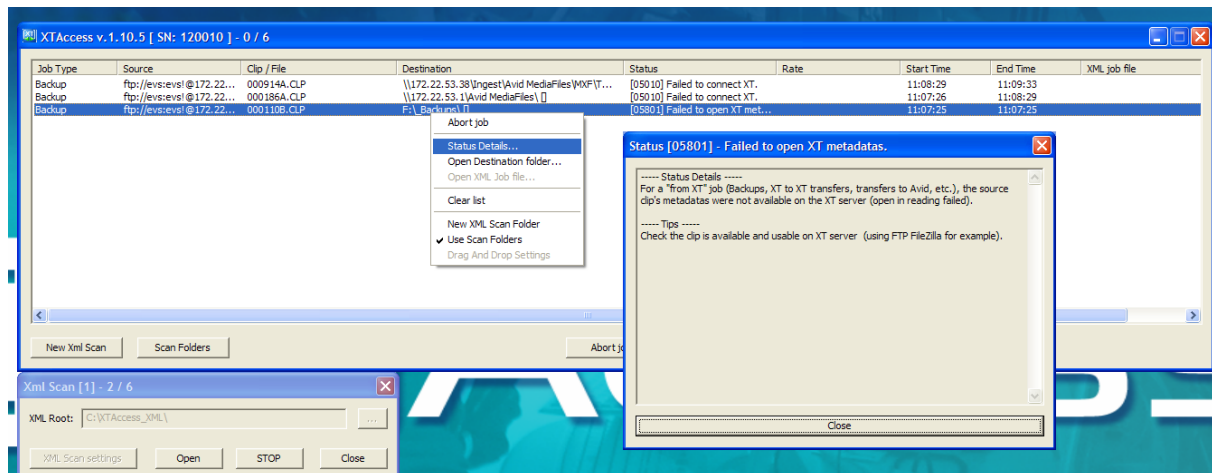 XTAccess v.1.10.5 [ SN: 120010 ] - 0 / 6
Job Type Source Clip / File Destination Status Rate Start Time End Time XML job file
Backup ftp://evs:evs!@172.22... 000914A.CLP \\172.22.53.38\Ingest\Avid MediaFiles\MXF\T... [05010] Failed to connect XT. 11:08:29 11:09:33
Backup ftp://evs:evs!@172.22... 000186A.CLP \\172.22.53.1\Avid MediaFiles\ [] [05010] Failed to connect XT. 11:07:26 11:08:29
Backup ftp://evs:evs!@172.22... 000110B.CLP F:\_Backups\ [] [05801] Failed to open XT met... 11:07:25 11:07:25
Abort job
Status Details...
Open Destination folder...
Open XML Job file...
Clear list
New XML Scan Folder
Use Scan Folders
Drag And Drop Settings
Status [05801] - Failed to open XT metadatas.
----- Status Details -----
For a "from XT" job (Backups, XT to XT transfers, transfers to Avid, etc.), the source
clip's metadatas were not available on the XT server (open in reading failed).
----- Tips -----
Check the clip is available and usable on XT server (using FTP FileZilla for example).
Close
New Xml Scan Scan Folders Abort jo
Xml Scan [1] - 2 / 6
XML Root: C:\XTAccess_XML\ ...
XML Scan settings Open STOP Close